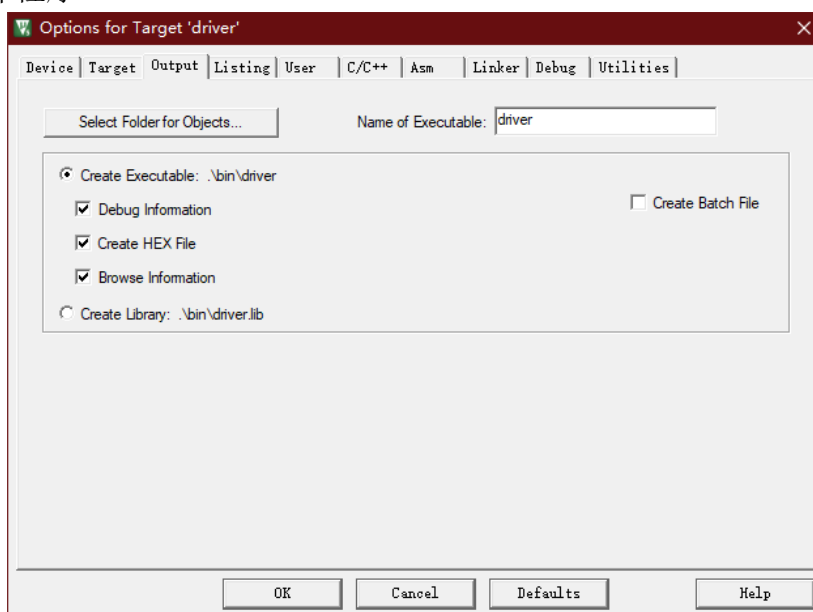 Options for Target 'driver'
Device Target Output Listing User C/C++ Asm Linker Debug Utilities
Select Folder for Objects... Name of Executable: driver
Create Executable: .\bin\driver
Debug Information Create Batch File
Create HEX File
Browse Information
Create Library: .\bin\driver.lib
OK Cancel Defaults Help